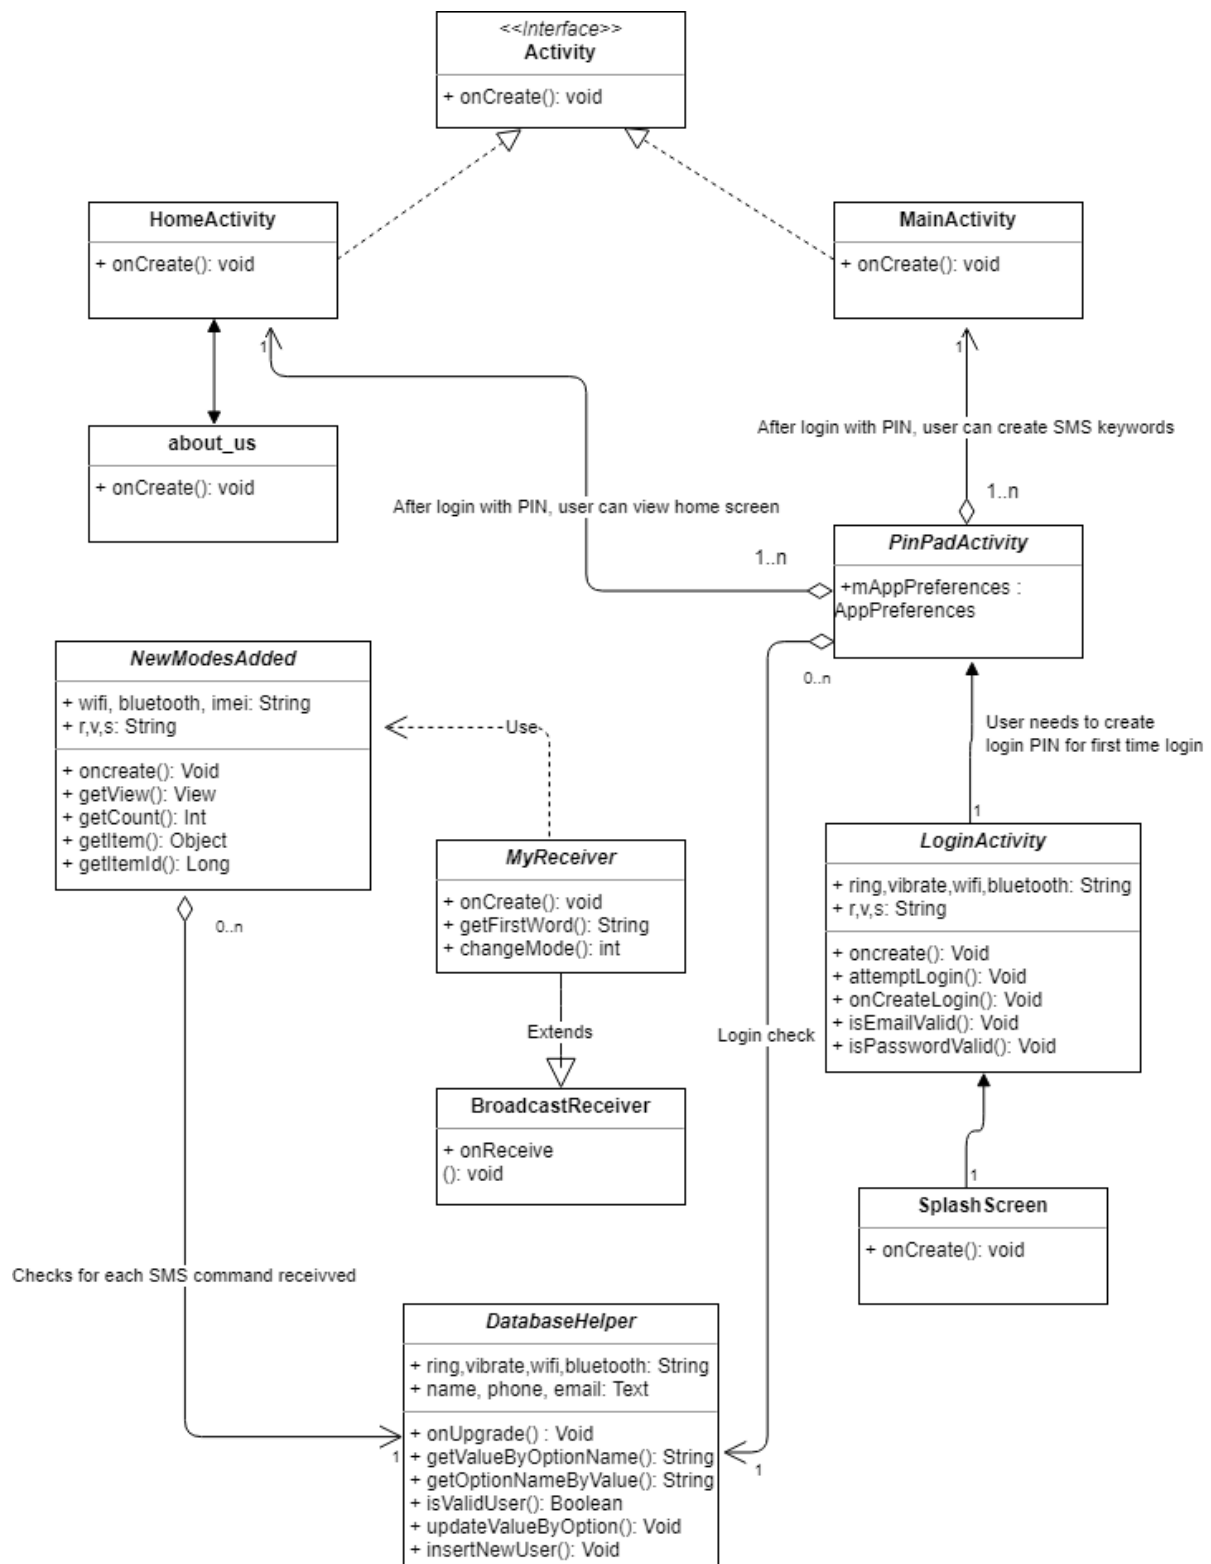 <<Interface>>
Activity
+ onCreate(): void
HomeActivity
+ onCreate(): void
MainActivity
+ onCreate(): void
1
1
about_us
+ onCreate(): void
After login with PIN, user can create SMS keywords
After login with PIN, user can view home screen
1..n
1..n
PinPadActivity
+mAppPreferences :
AppPreferences
0..n
NewModesAdded
+ wifi, bluetooth, imei: String
+ r,v,s: String
+ oncreate(): Void
+ getView(): View
+ getCount(): Int
+ getItem(): Object
+ getItemId(): Long
0..n
Use
User needs to create
login PIN for first time login
1
MyReceiver
+ onCreate(): void
+ getFirstWord(): String
+ changeMode(): int
LoginActivity
+ ring,vibrate,wifi,bluetooth: String
+ r,v,s: String
+ oncreate(): Void
+ attemptLogin(): Void
+ onCreateLogin(): Void
+ isEmailValid(): Void
+ isPasswordValid(): Void
Extends
Login check
BroadcastReceiver
+ onReceive
(): void
1
SplashScreen
+ onCreate(): void
Checks for each SMS command receivved
DatabaseHelper
+ ring,vibrate,wifi,bluetooth: String
+ name, phone, email: Text
+ onUpgrade() : Void
+ getValueByOptionName(): String
+ getOptionNameByValue(): String
+ isValidUser(): Boolean
+ updateValueByOption(): Void
+ insertNewUser(): Void
1
1